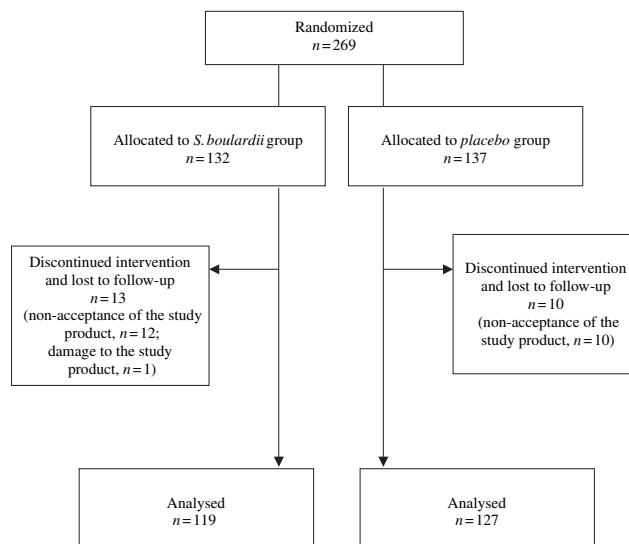 Randomized
n=269
Allocated to S. boulardii group
n=132
Allocated to placebo group
n=137
Discontinued intervention
and lost to follow-up
n=13
(non-acceptance of the study
product, n=12;
damage to the study
product, n=1)
Discontinued intervention
and lost to follow-up
n=10
(non-acceptance of the
study product, n=10)
Analysed
n=119
Analysed
n=127